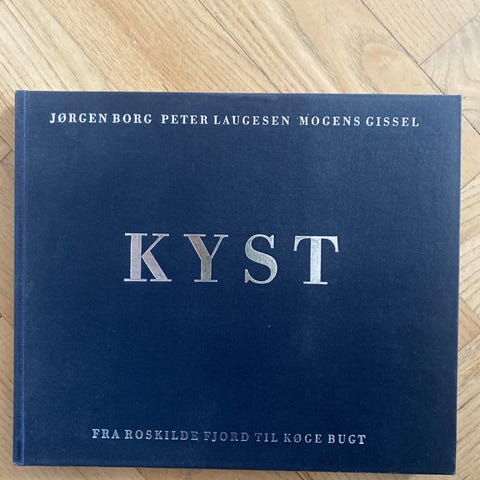 JØRGEN BORG PETER LAUGESEN MOGENS GISSEL
KYST
FRA ROSKILDE FJORD TIL KØGE BUGT